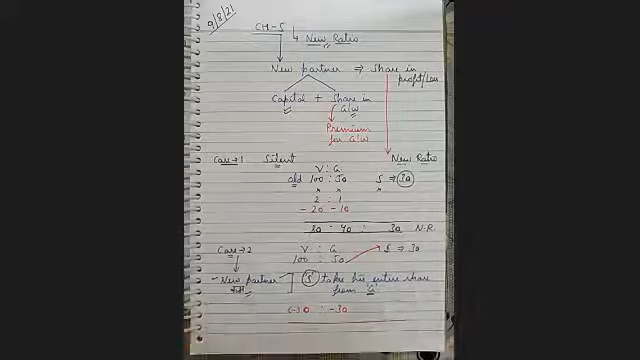 9/8/21
CH-5 ↳ New Ratio
New partner ⇒ Share in profit/Loss
Capital + Share in G/W
Premium for G/W
Case→1 Silent New Ratio
V : G
old 100 : 50 S ⇒ 30
2 : 1
-20 -10
80 : 40 : 30 N.R.
Case→2 V : G S ⇒ 30
100 : 50
New partner S take his entire share from 'G'
(-) 0 : -30